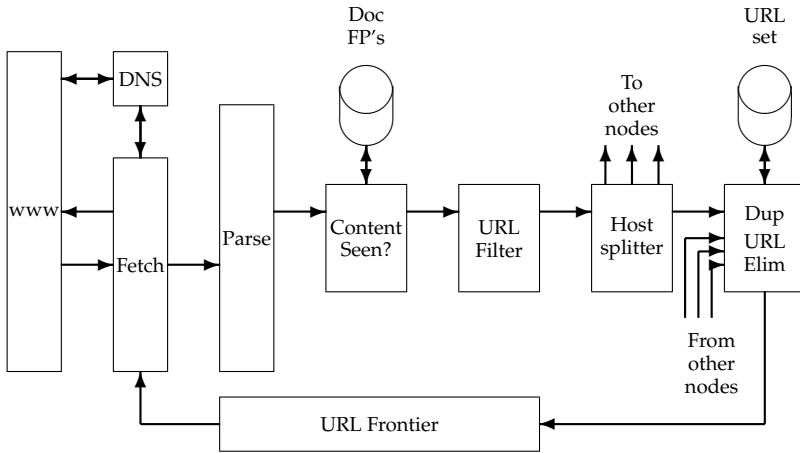 Doc
FP's
URL
set
DNS
To
other
nodes
www
Fetch
Parse
Content
Seen?
URL
Filter
Host
splitter
Dup
URL
Elim
From
other
nodes
URL Frontier